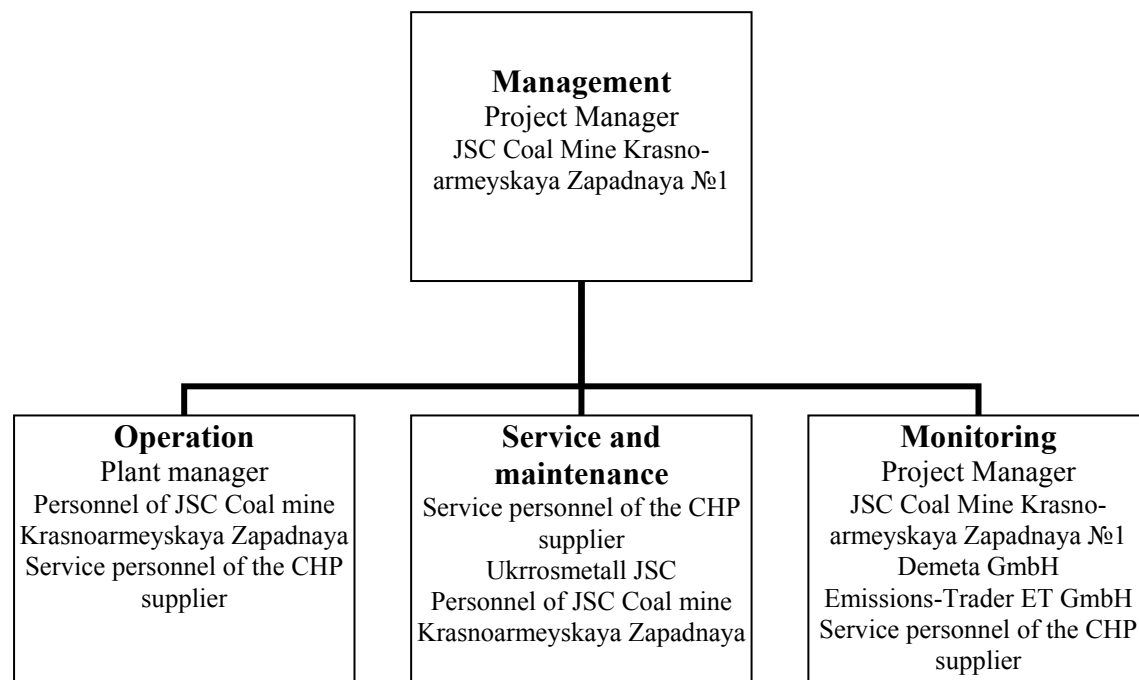 Management
Project Manager
JSC Coal Mine Krasno-
armeyskaya Zapadnaya №1
Operation
Plant manager
Personnel of JSC Coal mine
Krasnoarmeyskaya Zapadnaya
Service personnel of the CHP
supplier
Service and
maintenance
Service personnel of the CHP
supplier
Ukrrosmetall JSC
Personnel of JSC Coal mine
Krasnoarmeyskaya Zapadnaya
Monitoring
Project Manager
JSC Coal Mine Krasno-
armeyskaya Zapadnaya №1
Demeta GmbH
Emissions-Trader ET GmbH
Service personnel of the CHP
supplier